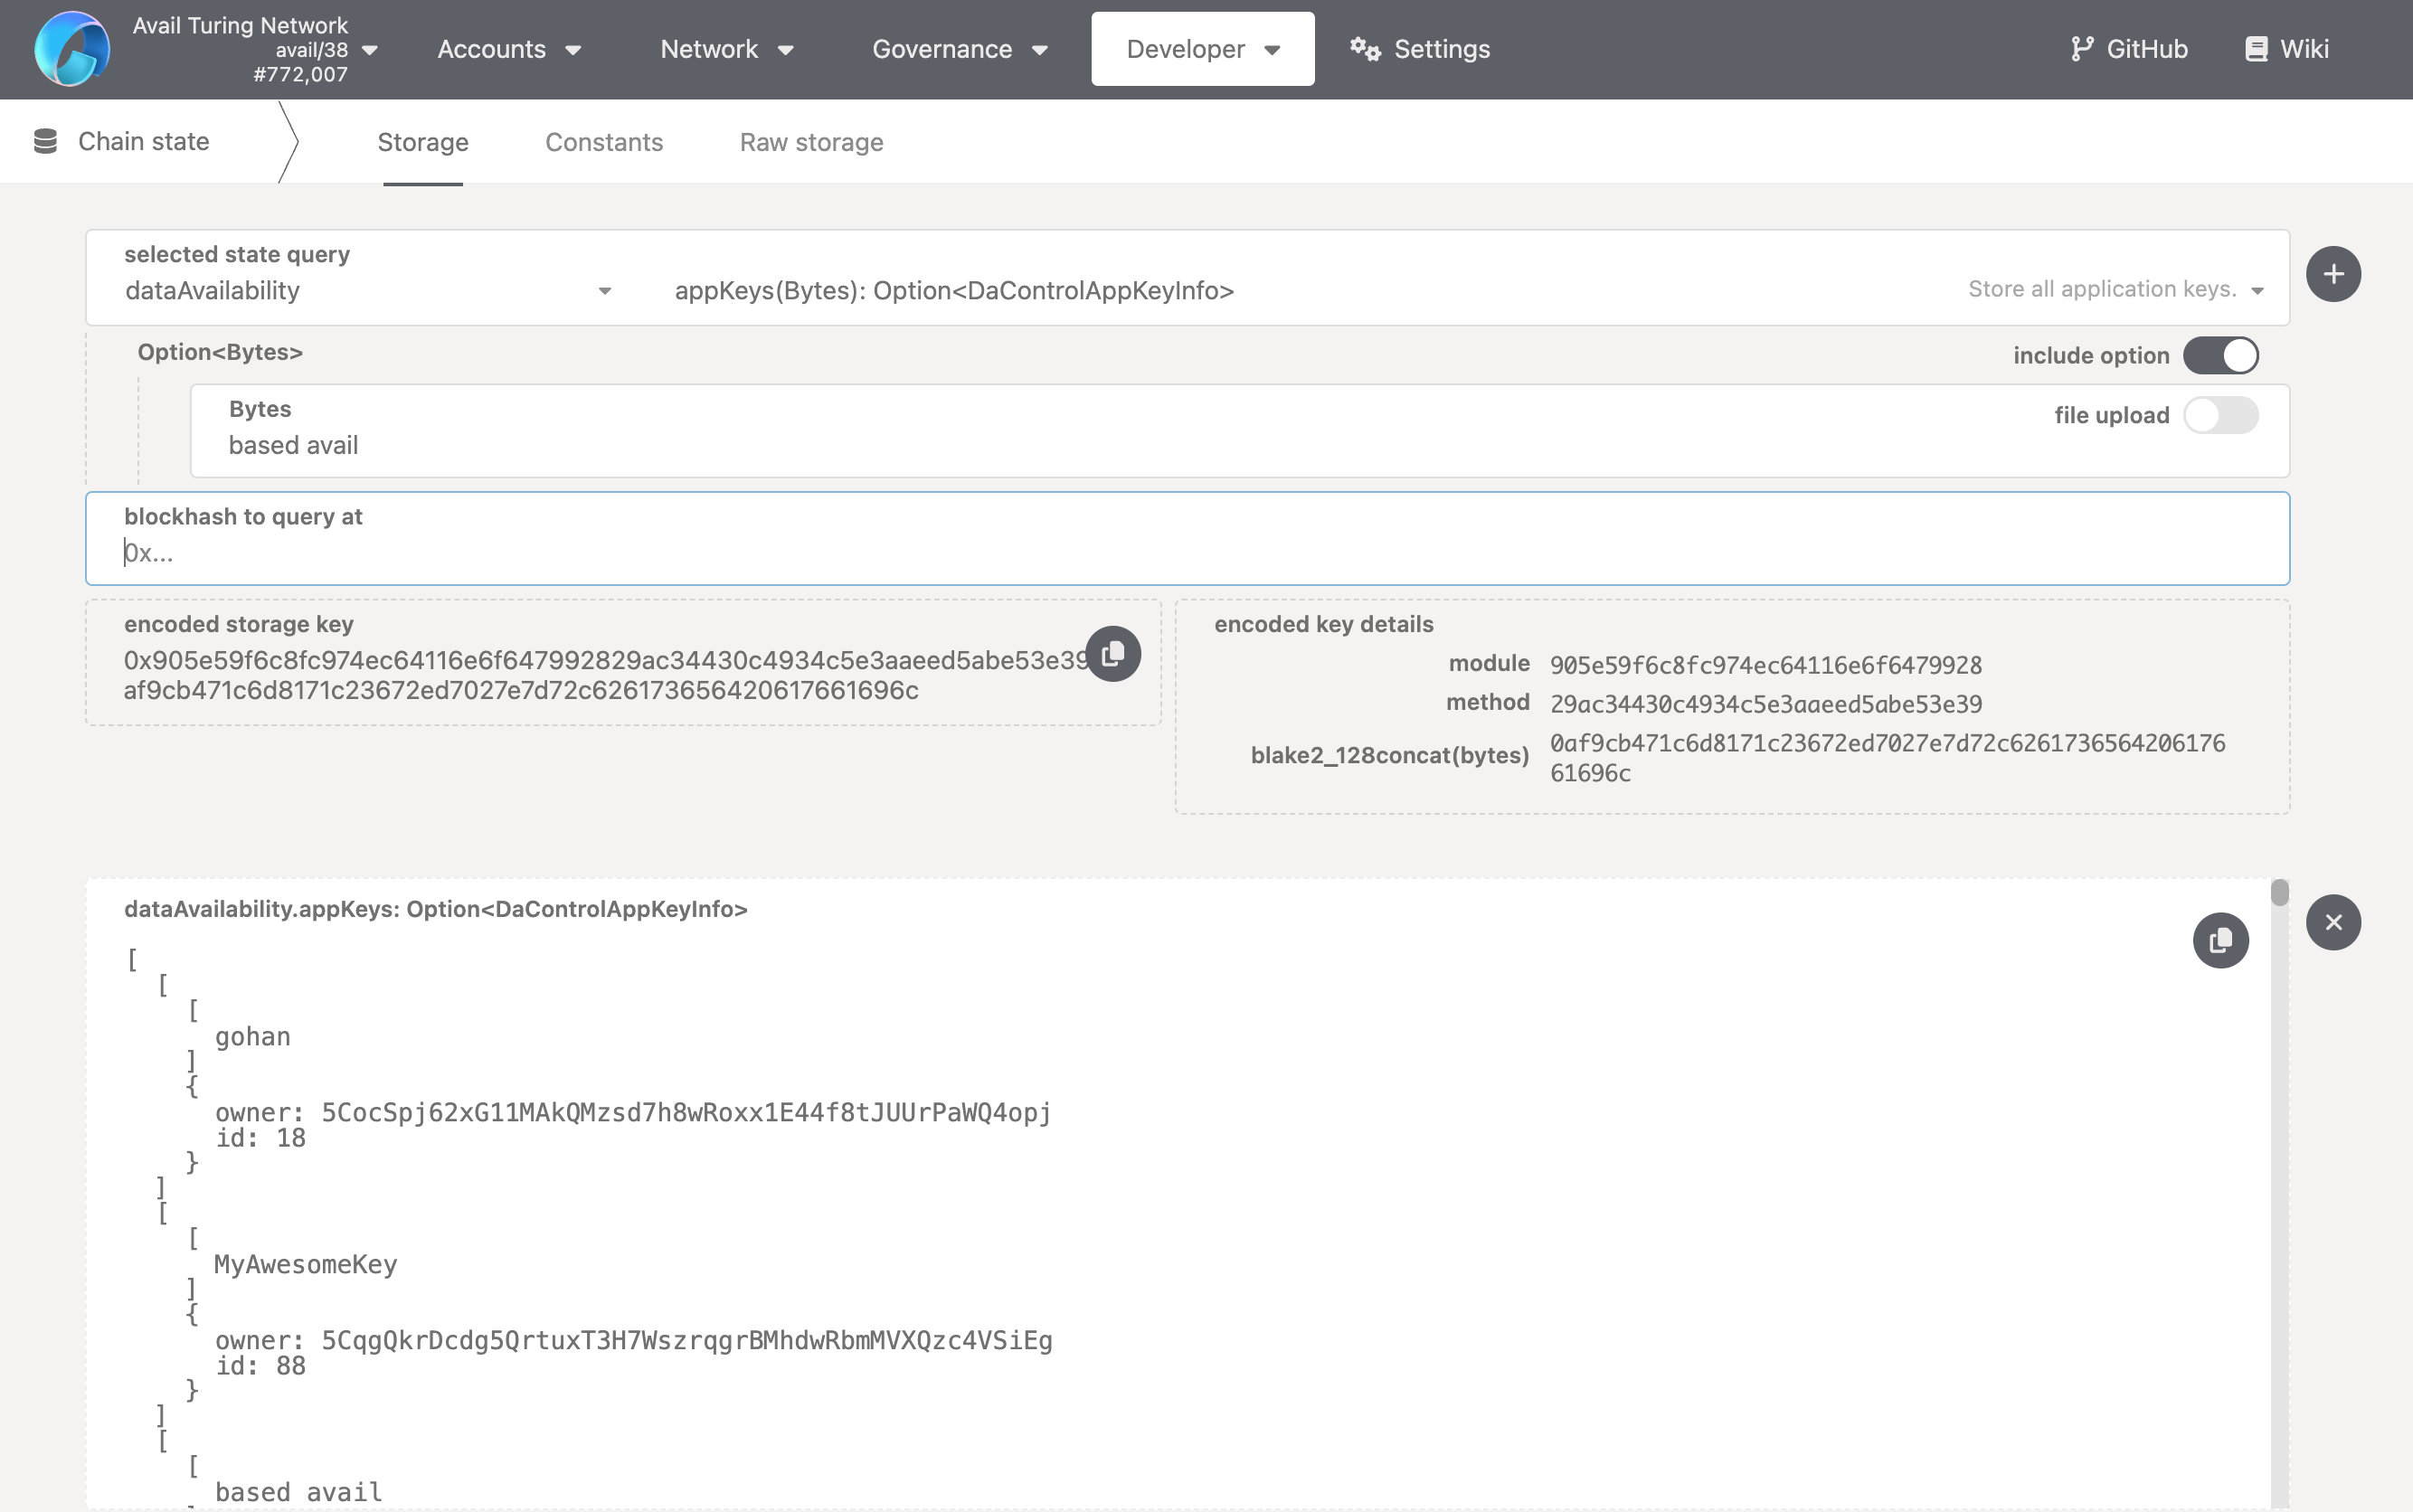 Avail Turing Network
avail/38
#772,007
Accounts
Network
Governance
Developer
Settings
GitHub
Wiki
Chain state
Storage
Constants
Raw storage
selected state query
dataAvailability
appKeys(Bytes): Option<DaControlAppKeyInfo>
Store all application keys.
Option<Bytes>
include option
Bytes
file upload
based avail
blockhash to query at
0x...
encoded storage key
0x905e59f6c8fc974ec64116e6f647992829ac34430c4934c5e3aaeed5abe53e39
af9cb471c6d8171c23672ed7027e7d72c626173656420617661696c
encoded key details
module 905e59f6c8fc974ec64116e6f6479928
method 29ac34430c4934c5e3aaeed5abe53e39
blake2_128concat(bytes) 0af9cb471c6d8171c23672ed7027e7d72c6261736564206176
61696c
dataAvailability.appKeys: Option<DaControlAppKeyInfo>
[
[
[
gohan
]
{
owner: 5CocSpj62xG11MAkQMzsd7h8wRoxx1E44f8tJUUrPaWQ4opj
id: 18
}
]
[
[
MyAwesomeKey
]
{
owner: 5CqgQkrDcdg5QrtuxT3H7WszrqgrBMhdwRbmMVXQzc4VSiEg
id: 88
}
]
[
[
based avail